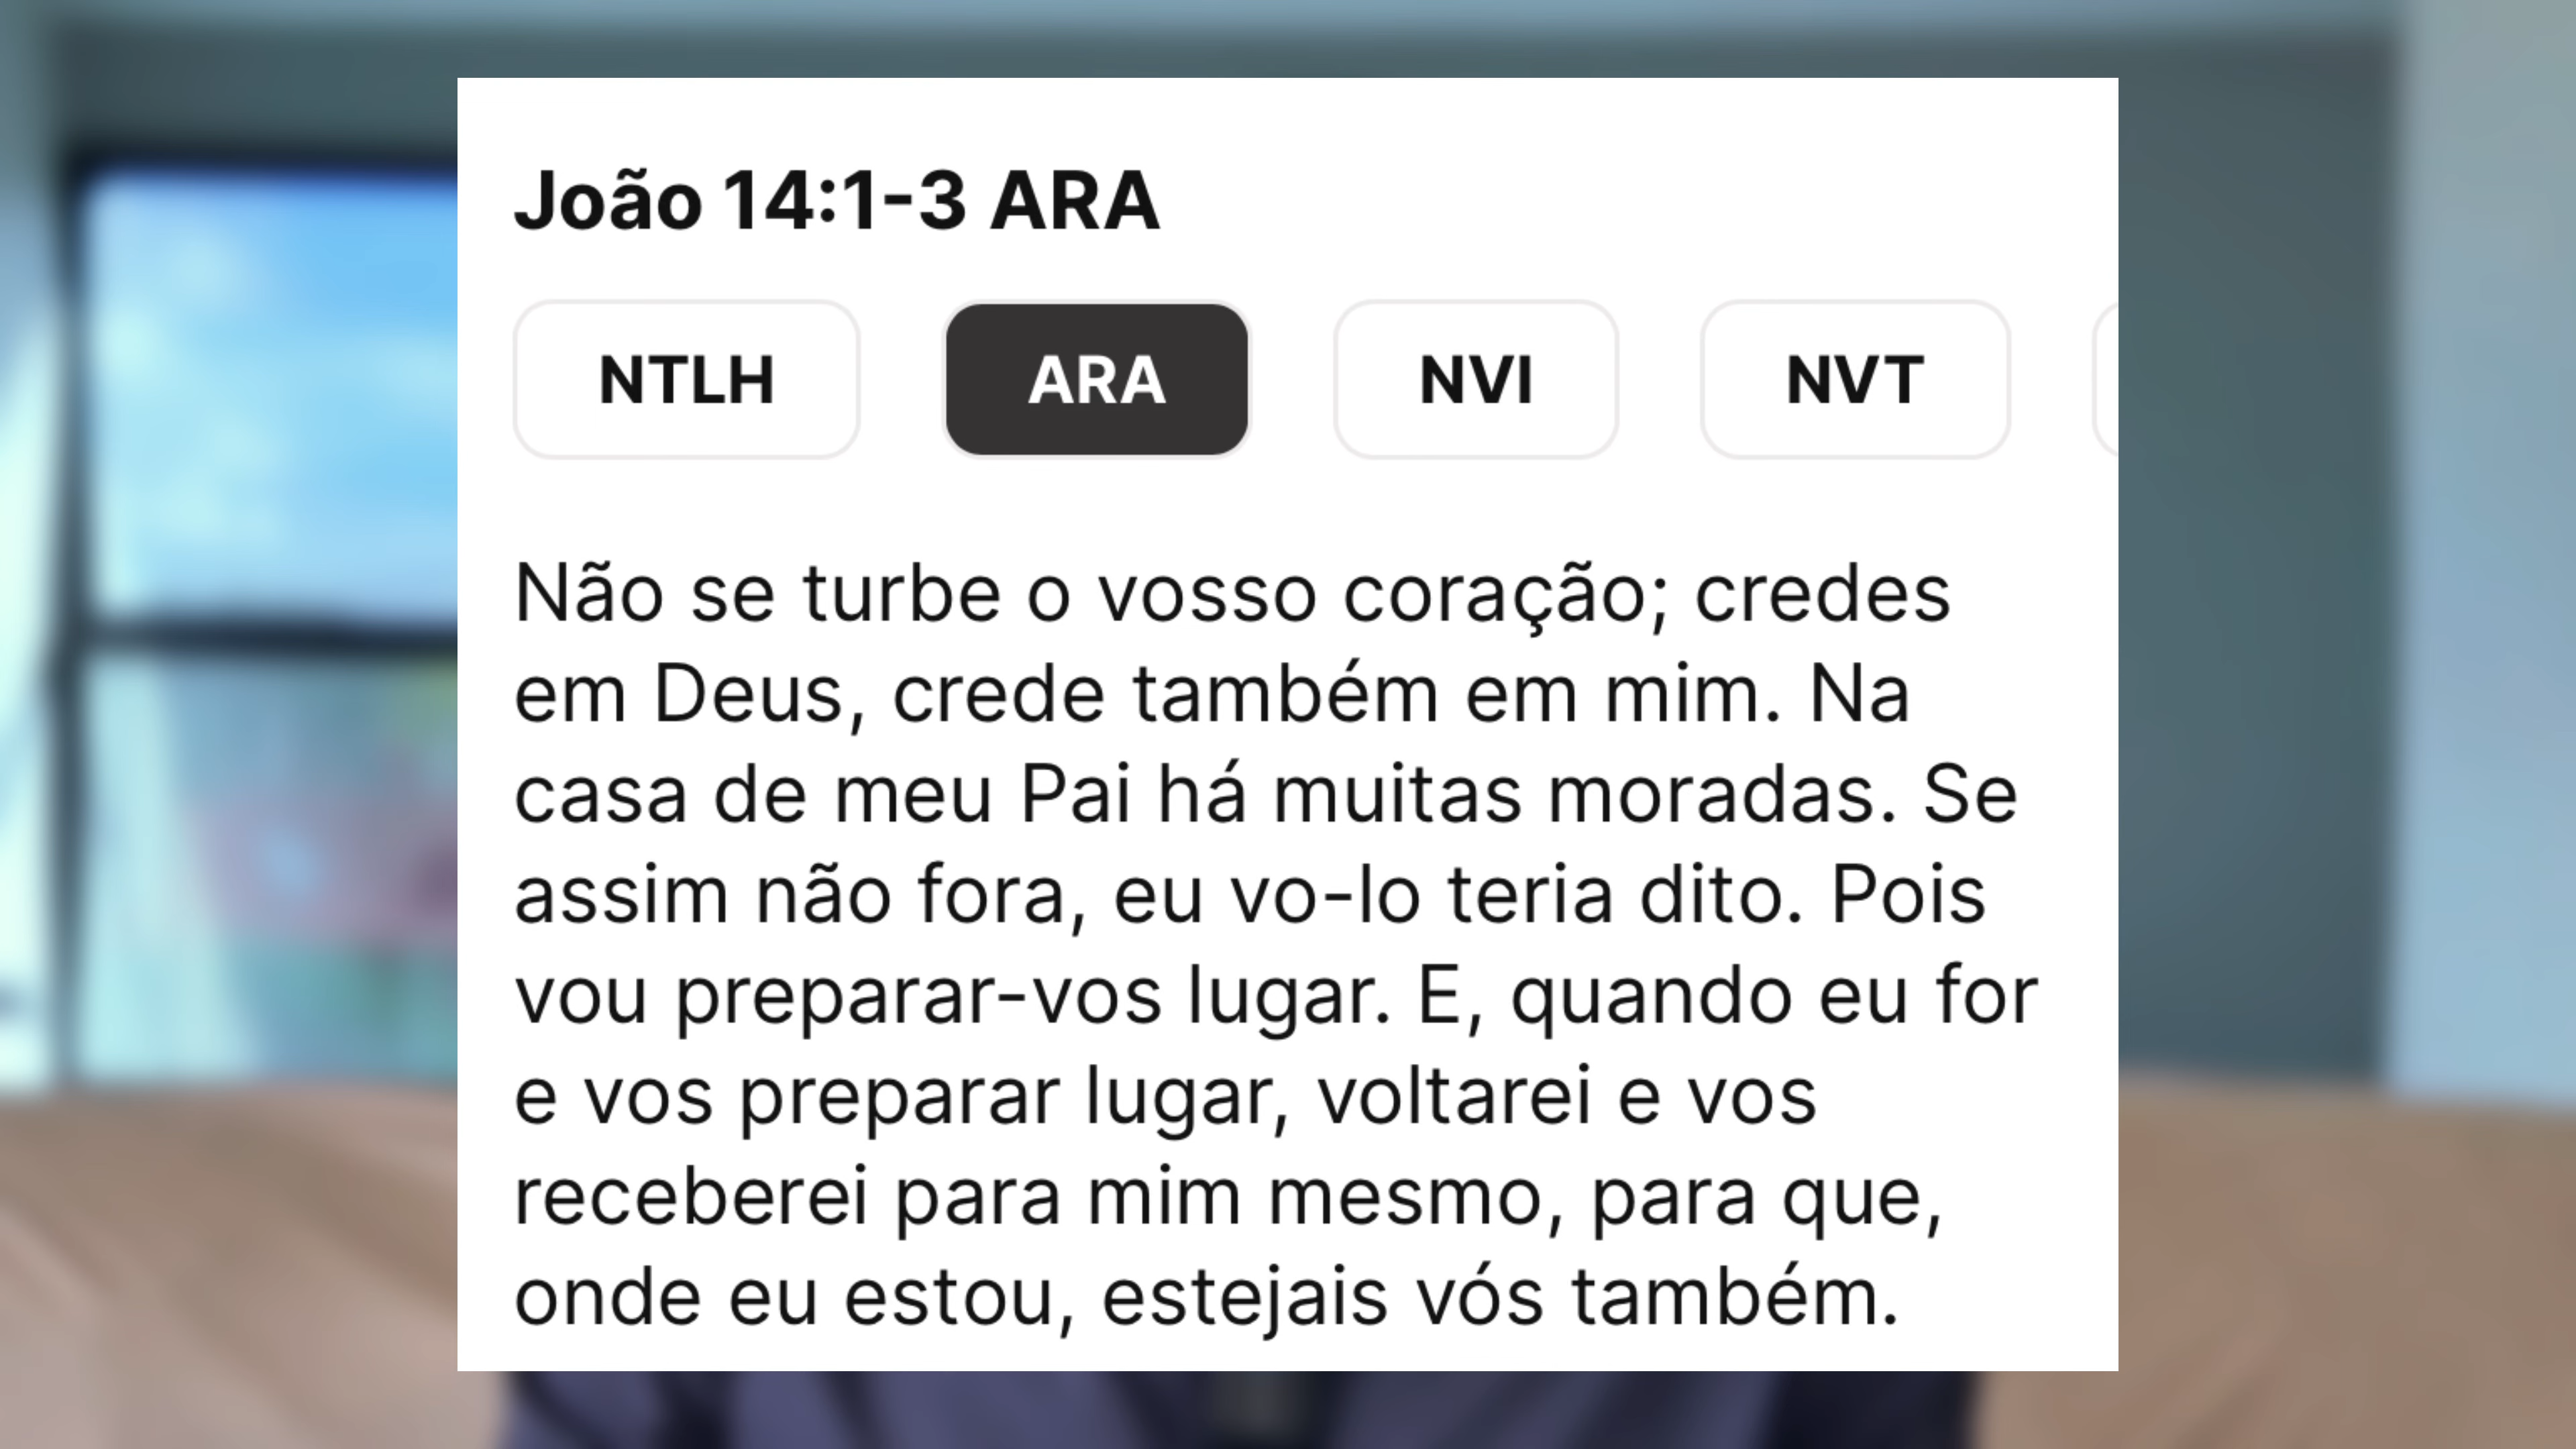 João 14:1-3 ARA
NTLH ARA NVI NVT
Não se turbe o vosso coração; credes
em Deus, crede também em mim. Na
casa de meu Pai há muitas moradas. Se
assim não fora, eu vo-lo teria dito. Pois
vou preparar-vos lugar. E, quando eu for
e vos preparar lugar, voltarei e vos
receberei para mim mesmo, para que,
onde eu estou, estejais vós também.